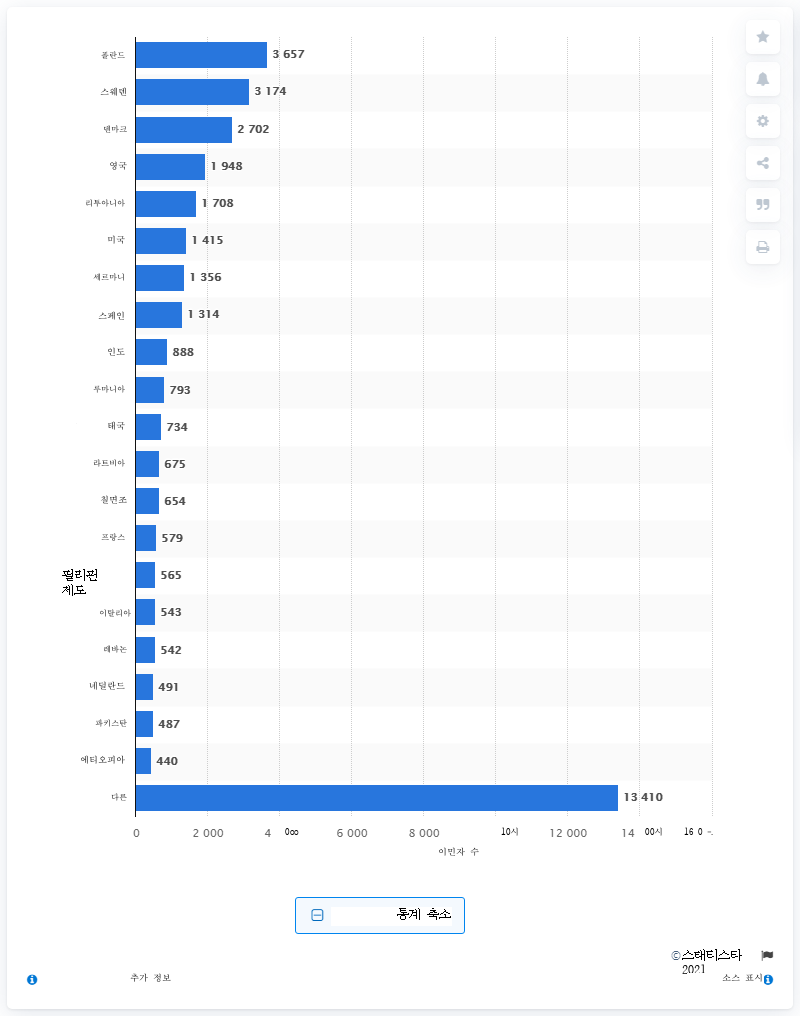 폴란드 3 657
스웨덴 3 174
덴마크 2 702
영국 1 948
리투아니아 1 708
미국 1 415
세르마니 1 356
스페인 1 314
인도 888
루마니아 793
태국 734
라트비아 675
칠면조 654
프랑스 579
필리핀
제도
565
이탈리아 543
레바논 542
네덜란드 491
파키스탄 487
에티오피아 440
다른 13 410
0 2 000 4 6 000 8 000 10시 12 000 14 00시 16 0
이민자 수
통계 축소
©스태티스타
2021
추가 정보 소스 표시